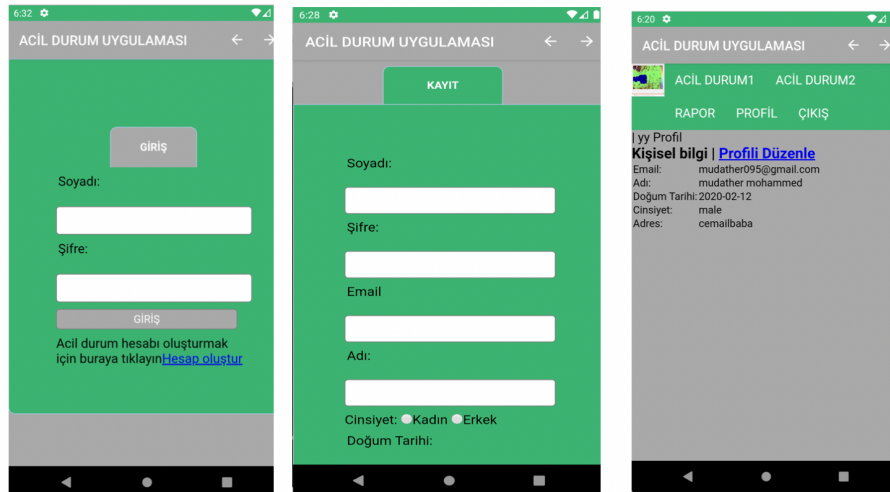 6:32
ACİL DURUM UYGULAMASI
GİRİŞ
Soyadı:
Şifre:
GİRİŞ
Acil durum hesabı oluşturmak
için buraya tıklayınHesap oluştur
6:28
ACİL DURUM UYGULAMASI
KAYIT
Soyadı:
Şifre:
Email
Adı:
Cinsiyet: Kadın Erkek
Doğum Tarihi:
6:20
ACİL DURUM UYGULAMASI
ACİL DURUM1 ACİL DURUM2
RAPOR PROFİL ÇIKIŞ
| yy Profil
Kişisel bilgi | Profili Düzenle
Email: mudather095@gmail.com
Adı: mudather mohammed
Doğum Tarihi: 2020-02-12
Cinsiyet: male
Adres: cemailbaba